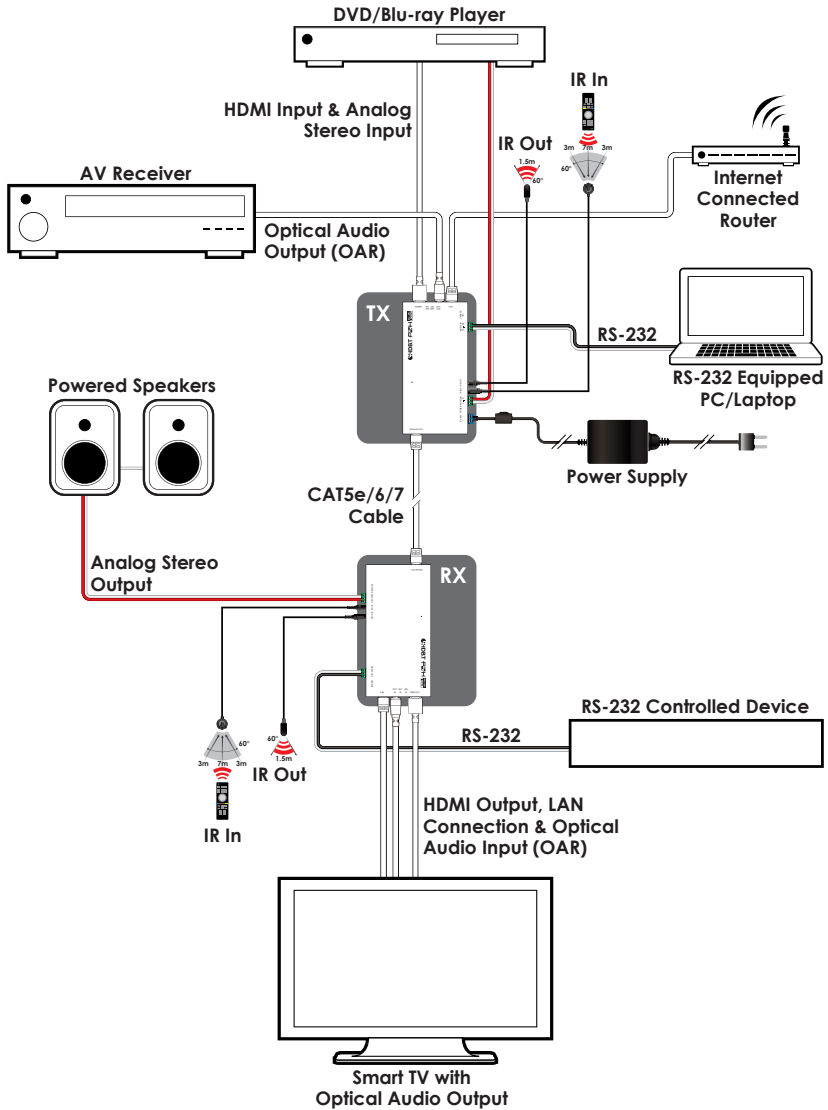 DVD/Blu-ray Player
HDMI Input & Analog
Stereo Input
IR In
IR Out
3m 7m 3m
60°
1.5m
60°
Internet
Connected
Router
AV Receiver
Optical Audio
Output (OAR)
TX
RS-232
RS-232 Equipped
PC/Laptop
Powered Speakers
Power Supply
CAT5e/6/7
Cable
Analog Stereo
Output
RX
RS-232 Controlled Device
RS-232
60°
3m 7m 3m
60°
1.5m
IR Out
IR In
HDMI Output, LAN
Connection & Optical
Audio Input (OAR)
Smart TV with
Optical Audio Output